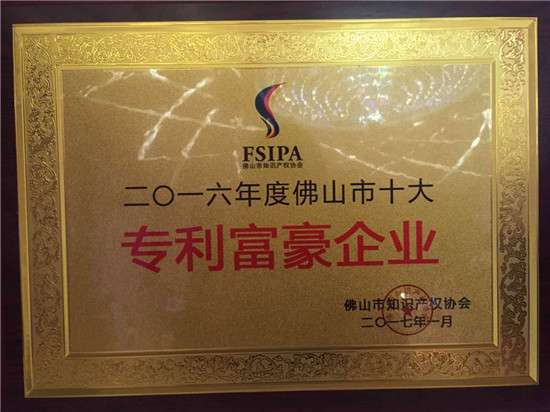 FSIPA
佛山市知识产权协会
二〇一六年度佛山市十大
专利富豪企业
佛山市知识产权协会
二〇一七年一月